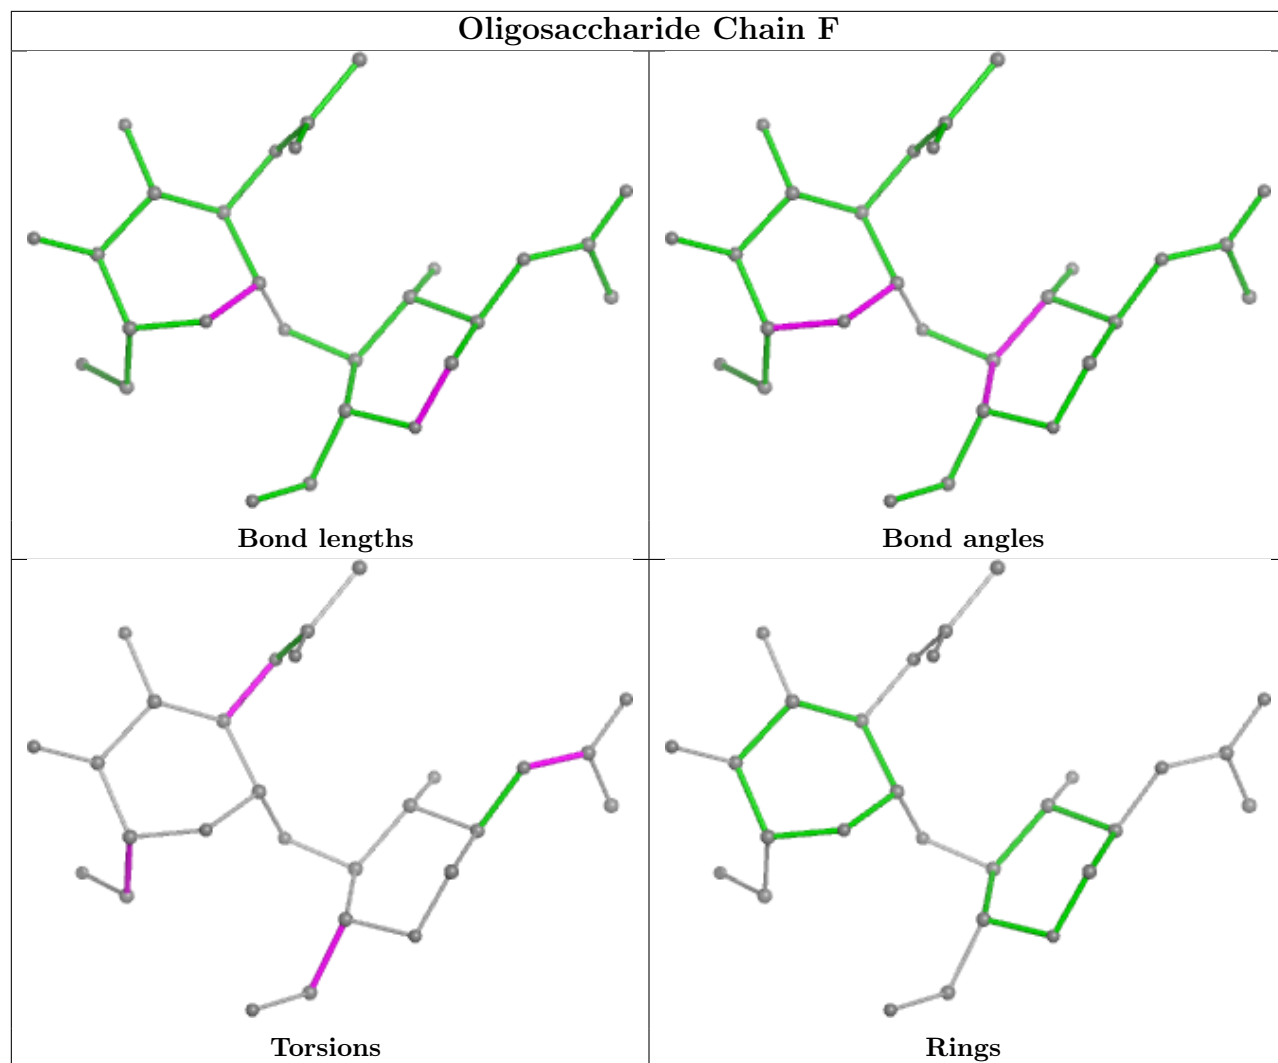 Oligosaccharide Chain F
Bond lengths
Bond angles
Torsions
Rings